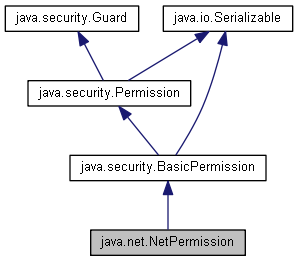 java.security.Guard
java.io.Serializable
java.security.Permission
java.security.BasicPermission
java.net.NetPermission